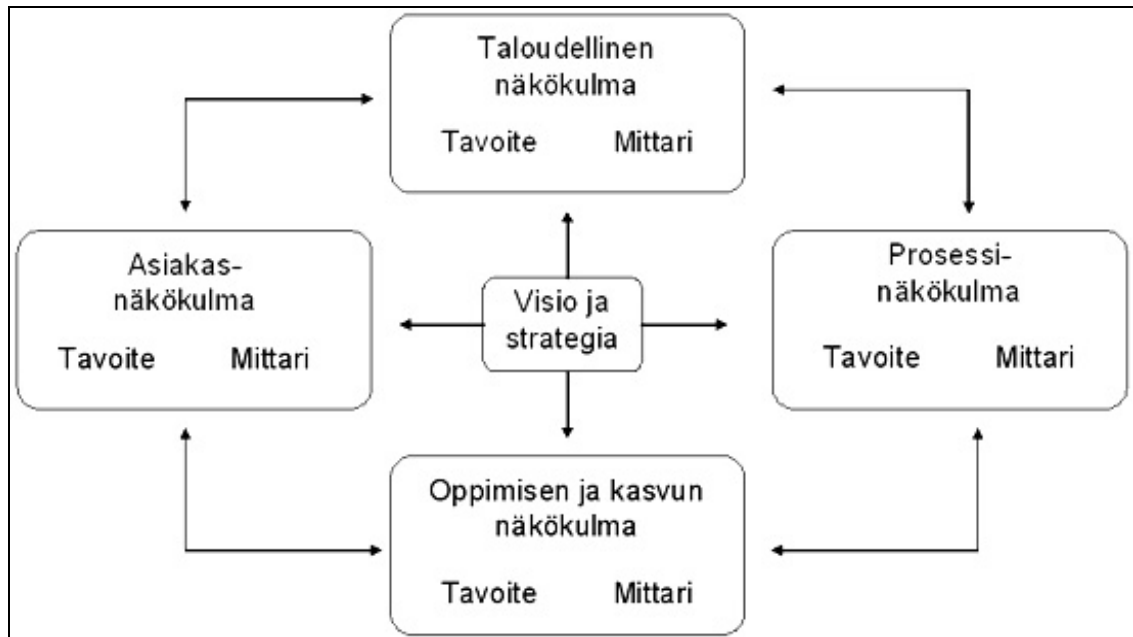 Taloudellinen
näkökulma
Tavoite Mittari
Asiakas-
näkökulma
Tavoite Mittari
Visio ja
strategia
Prosessi-
näkökulma
Tavoite Mittari
Oppimisen ja kasvun
näkökulma
Tavoite Mittari